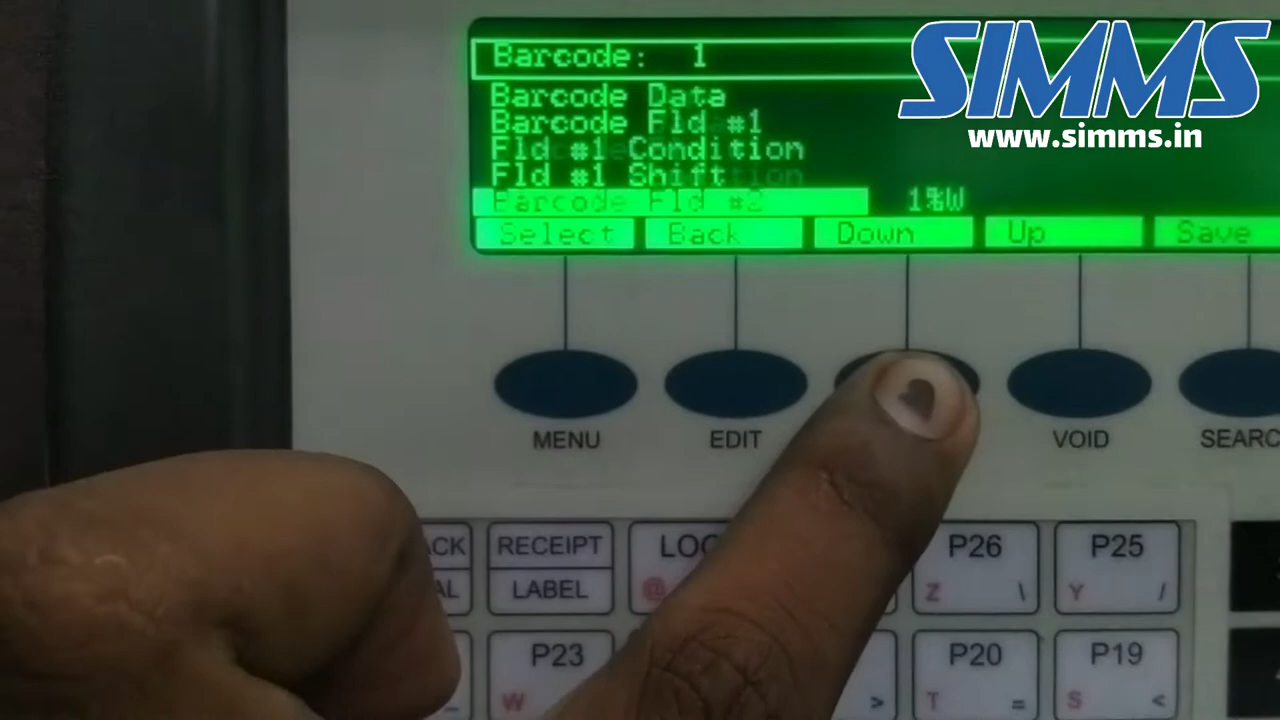 SIMMS
www.simms.in
Barcode: 1
Barcode Data
Barcode Fld #1
Fld #1 Condition
Fld #1 Shift
Barcode Fld #2 1%W
Select Back Down Up Save
MENU EDIT VOID
RECEIPT P26 P25
LABEL @ Z \ Y /
P23 P20 P19
W > T = S <